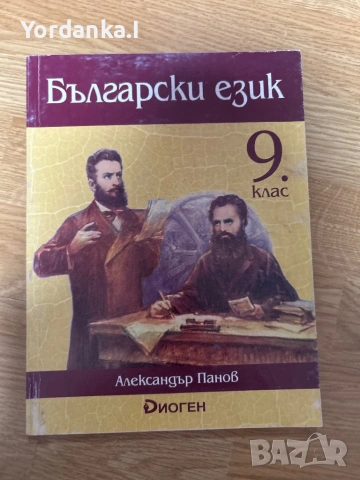 Yordanka.I
Български език
9.
клас
Александър Панов
Диоген
BAZAR